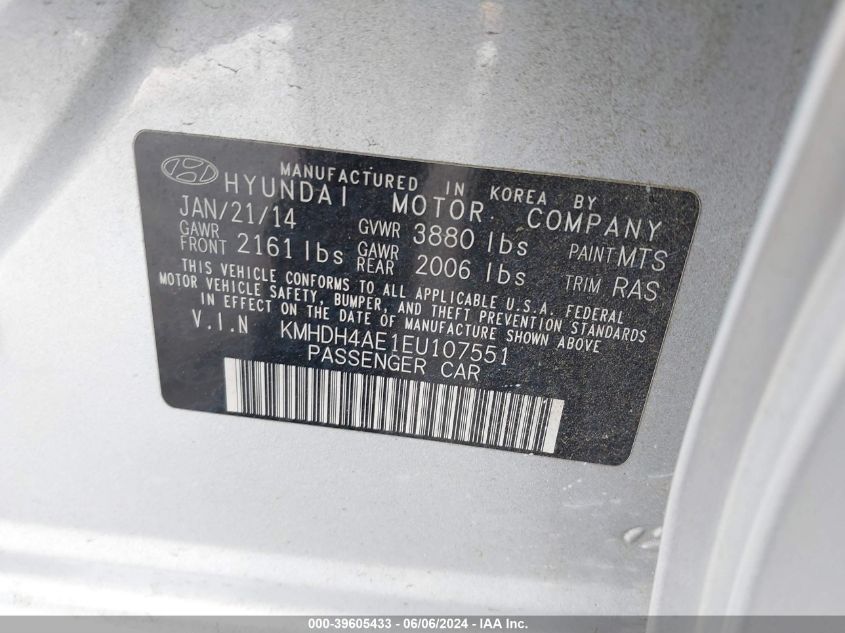 MANUFACTURED IN KOREA BY
HYUNDAI MOTOR COMPANY
JAN/21/14 GVWR 3880 lbs PAINT MTS
GAWR FRONT 2161 lbs GAWR REAR 2006 lbs TRIM RAS
THIS VEHICLE CONFORMS TO ALL APPLICABLE U.S.A. FEDERAL
MOTOR VEHICLE SAFETY, BUMPER, AND THEFT PREVENTION STANDARDS
IN EFFECT ON THE DATE OF MANUFACTURE SHOWN ABOVE
V.I.N KMHDH4AE1EU107551
PASSENGER CAR
000-39605433 - 06/06/2024 - IAAI Inc.